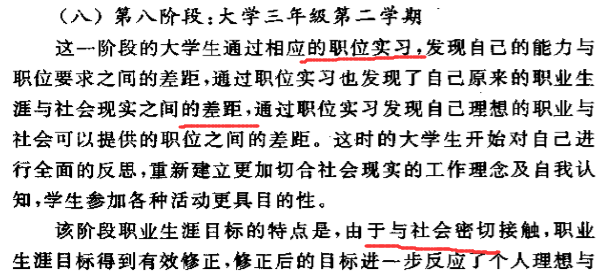 （八）第八阶段：大学三年级第二学期
这一阶段的大学生通过相应的职位实习，发现自己的能力与
职位要求之间的差距，通过职位实习也发现了自己原来的职业生
涯与社会现实之间的差距，通过职位实习发现自己理想的职业与
社会可以提供的职位之间的差距。这时的大学生开始对自己进
行全面的反思，重新建立更加切合社会现实的工作理念及自我认
知，学生参加各种活动更具目的性。
该阶段职业生涯目标的特点是，由于与社会密切接触，职业
生涯目标得到有效修正，修正后的目标进一步反应了个人理想与